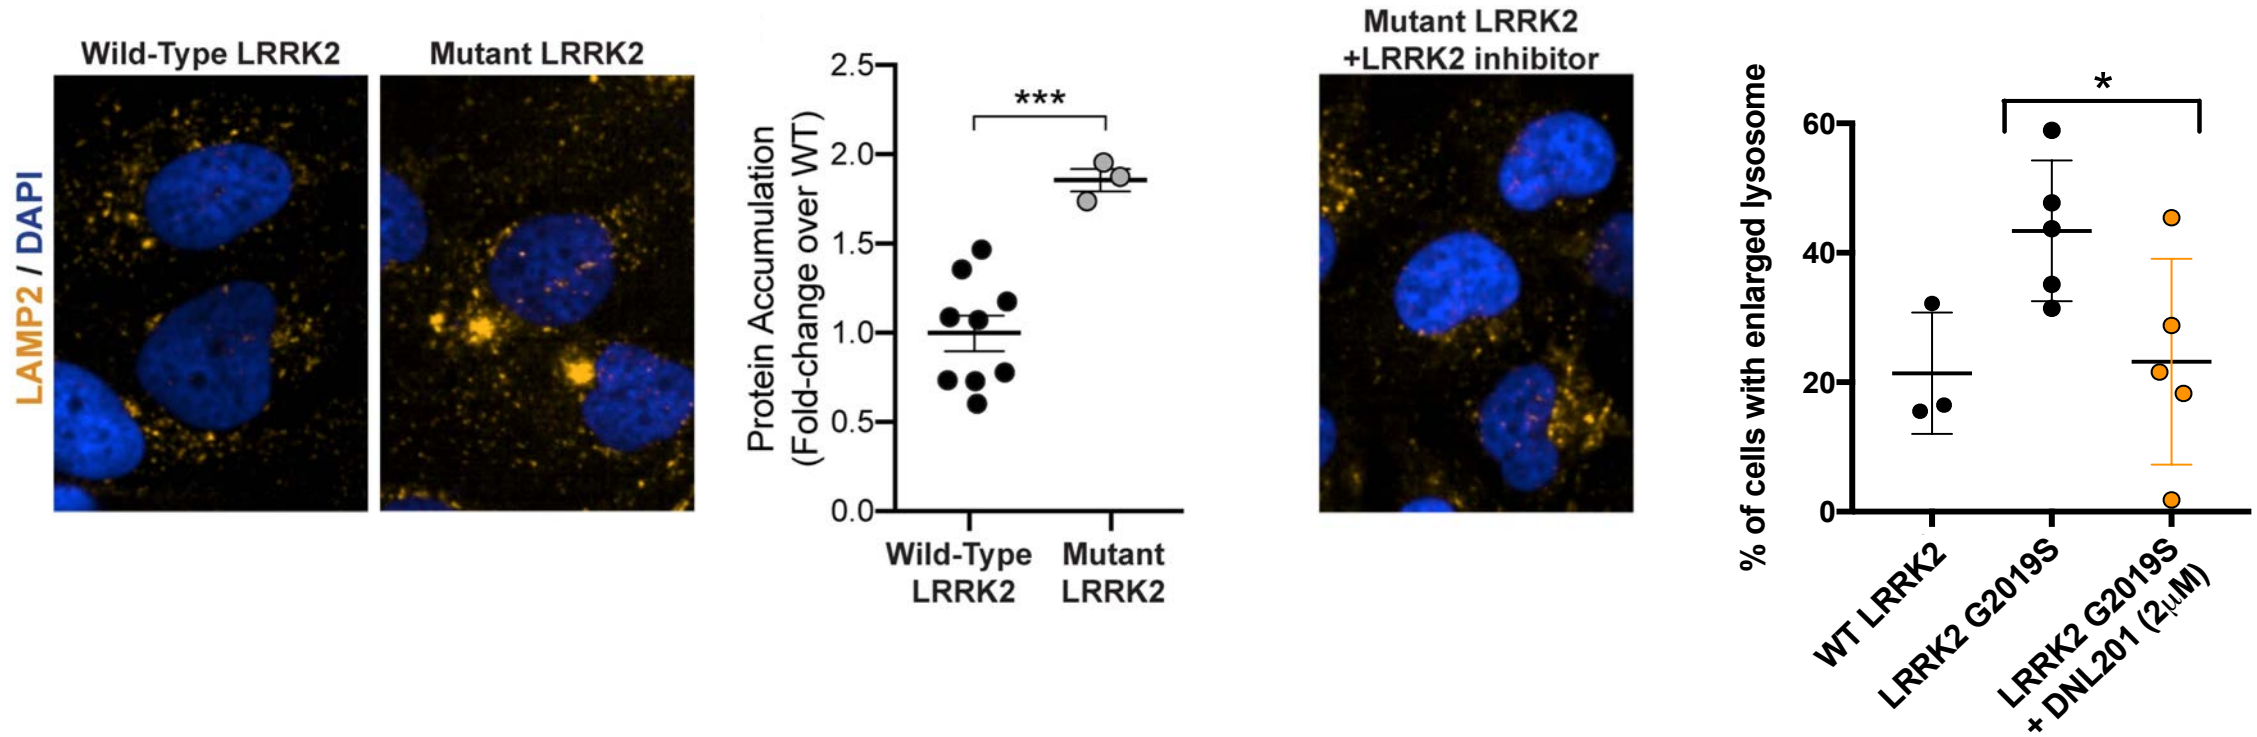 Wild-Type LRRK2
Mutant LRRK2
LAMP2 / DAPI
Protein Accumulation
(Fold-change over WT)
2.5
2.0
1.5
1.0
0.5
0.0
***
Wild-Type
LRRK2
Mutant
LRRK2
Mutant LRRK2
+LRRK2 inhibitor
% of cells with enlarged lysosome
60
40
20
0
*
WT LRRK2
LRRK2 G2019S
LRRK2 G2019S
+ DNL201 (2µM)